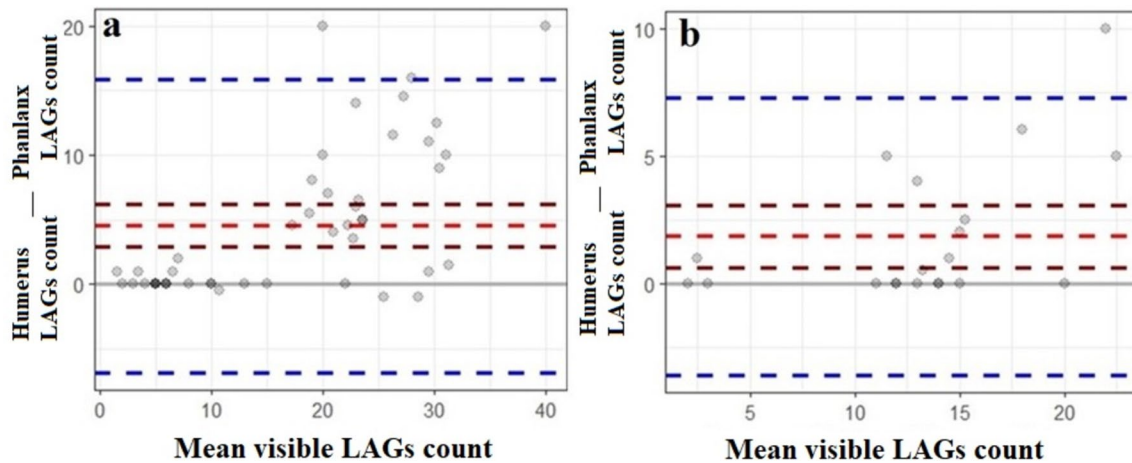 a
20
10
0
0
10
20
30
40
Humerus
LAGs count
—
Phanlanx
LAGs count
Mean visible LAGs count
b
10
5
0
5
10
15
20
Humerus
LAGs count
—
Phanlanx
LAGs count
Mean visible LAGs count